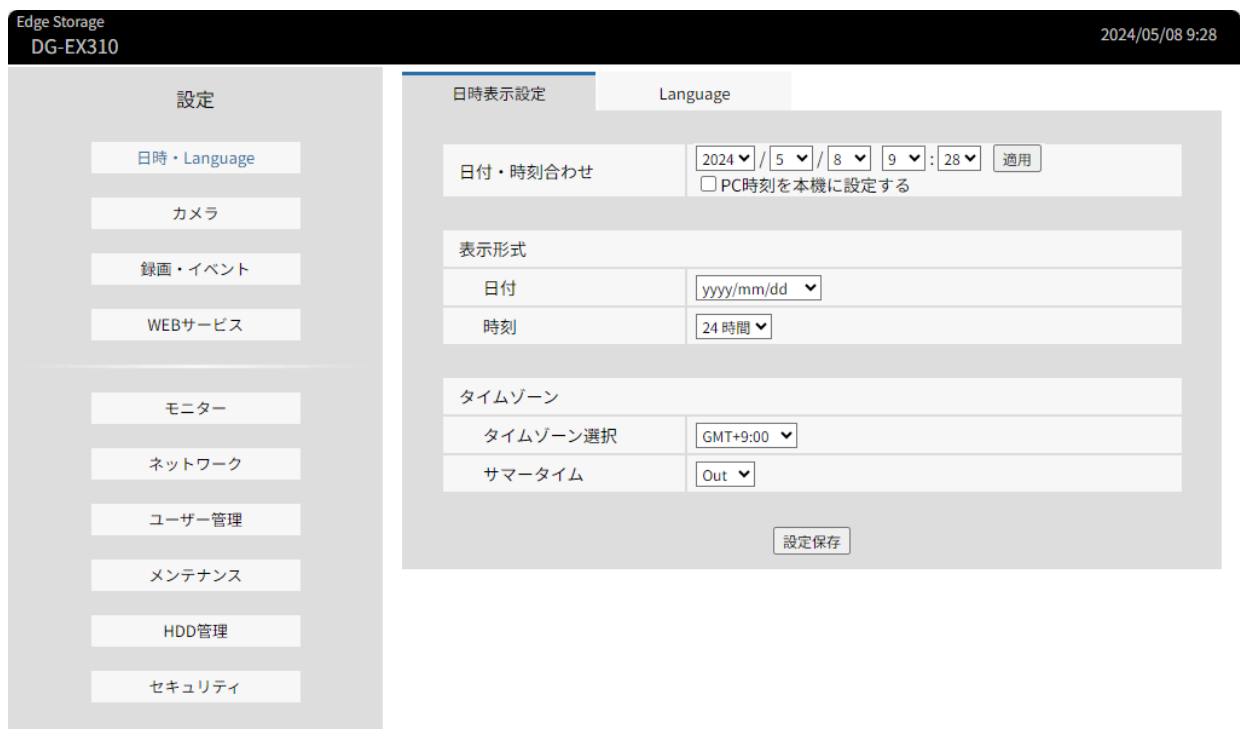 Edge Storage
DG-EX310
2024/05/08 9:28
設定
日時・Language
カメラ
録画・イベント
WEBサービス
モニター
ネットワーク
ユーザー管理
メンテナンス
HDD管理
セキュリティ
日時表示設定 Language
日付・時刻合わせ 2024 / 5 / 8 9 : 28 適用
PC時刻を本機に設定する
表示形式
日付 yyyy/mm/dd
時刻 24 時間
タイムゾーン
タイムゾーン選択 GMT+9:00
サマータイム Out
設定保存